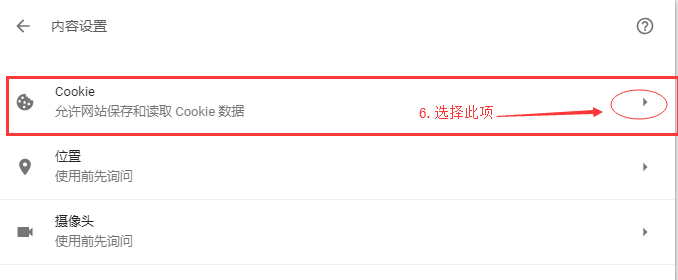 内容设置
Cookie
允许网站保存和读取 Cookie 数据
6. 选择此项
位置
使用前先询问
摄像头
使用前先询问